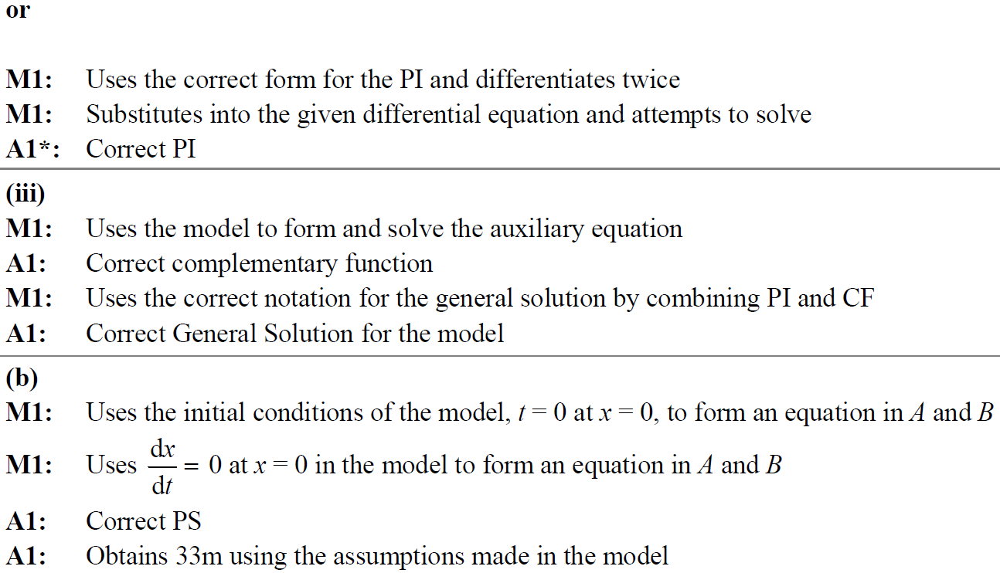 or
M1: Uses the correct form for the PI and differentiates twice
M1: Substitutes into the given differential equation and attempts to solve
A1*: Correct PI
(iii)
M1: Uses the model to form and solve the auxiliary equation
A1: Correct complementary function
M1: Uses the correct notation for the general solution by combining PI and CF
A1: Correct General Solution for the model
(b)
M1: Uses the initial conditions of the model, t = 0 at x = 0, to form an equation in A and B
M1: Uses dx/dt = 0 at x = 0 in the model to form an equation in A and B
A1: Correct PS
A1: Obtains 33m using the assumptions made in the model